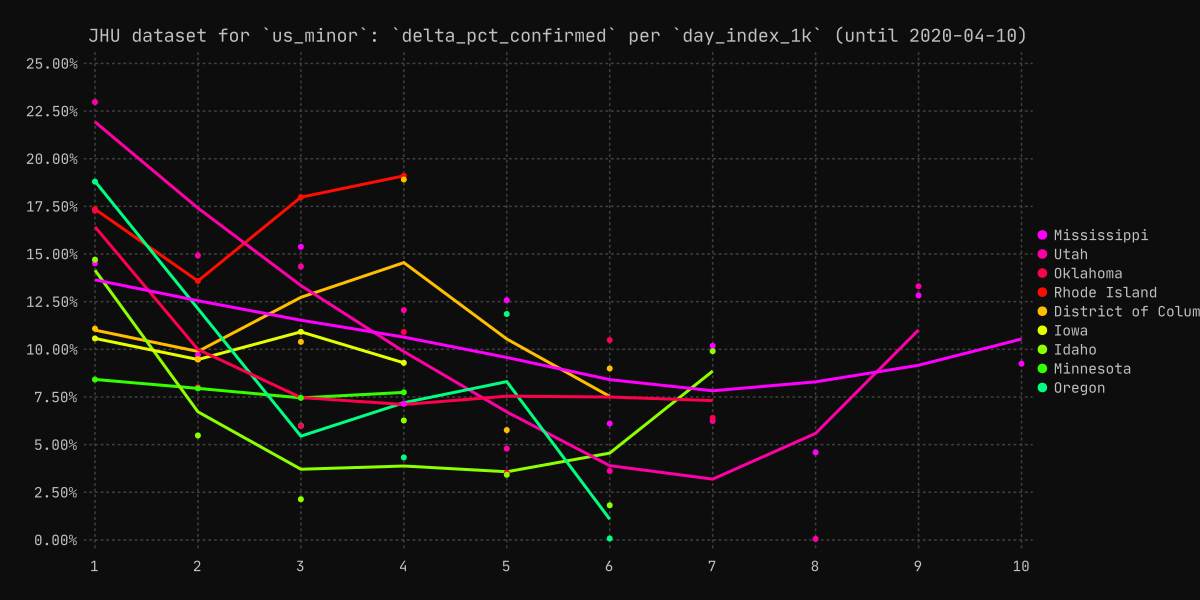 JHU dataset for `us_minor`: `delta_pct_confirmed` per `day_index_1k` (until 2020-04-10)
25.00%
22.50%
20.00%
17.50%
15.00%
12.50%
10.00%
7.50%
5.00%
2.50%
0.00%
1 2 3 4 5 6 7 8 9 10
Mississippi
Utah
Oklahoma
Rhode Island
District of Colum
Iowa
Idaho
Minnesota
Oregon